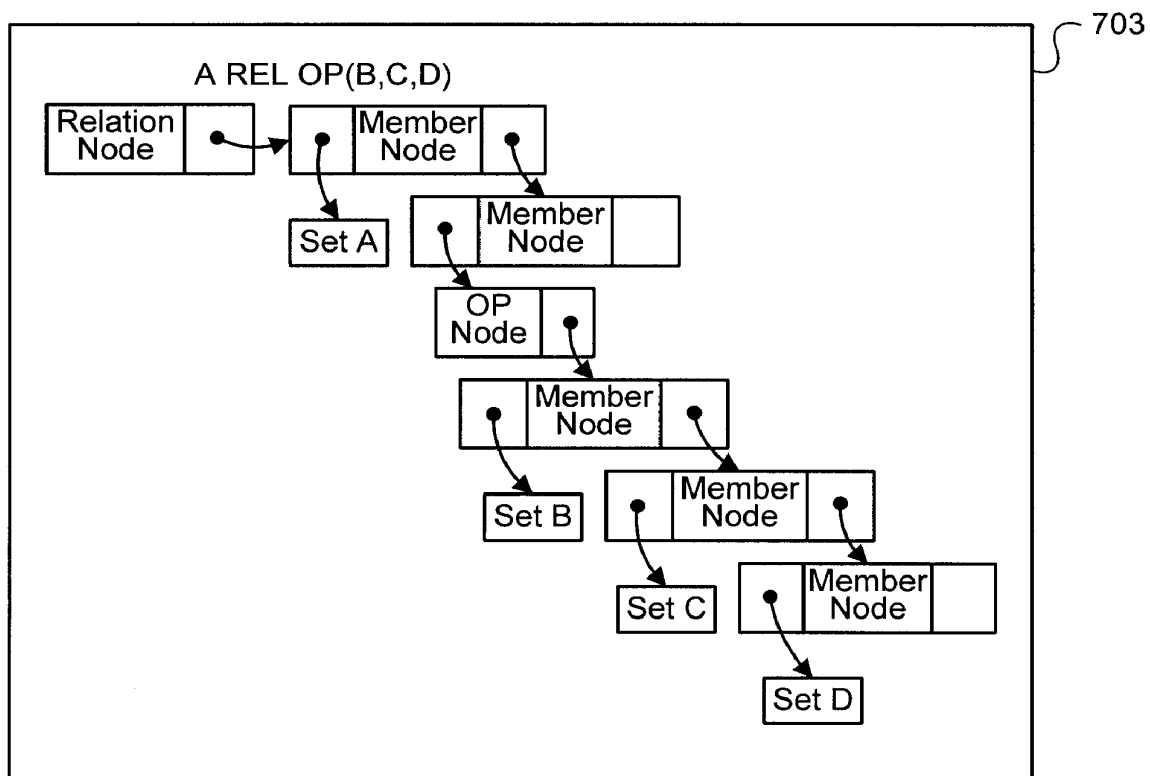 703
A REL OP(B,C,D)
Relation
Node
Member
Node
Set A
Member
Node
OP
Node
Member
Node
Set B
Member
Node
Set C
Member
Node
Set D